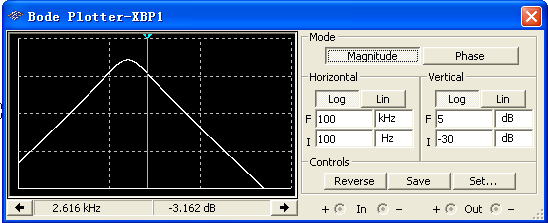 Bode Plotter-XBP1
Mode
Magnitude Phase
Horizontal Vertical
Log Lin Log Lin
F 100 kHz F 5 dB
I 100 Hz I -30 dB
Controls
Reverse Save Set...
2.616 kHz -3.162 dB + In - + Out -